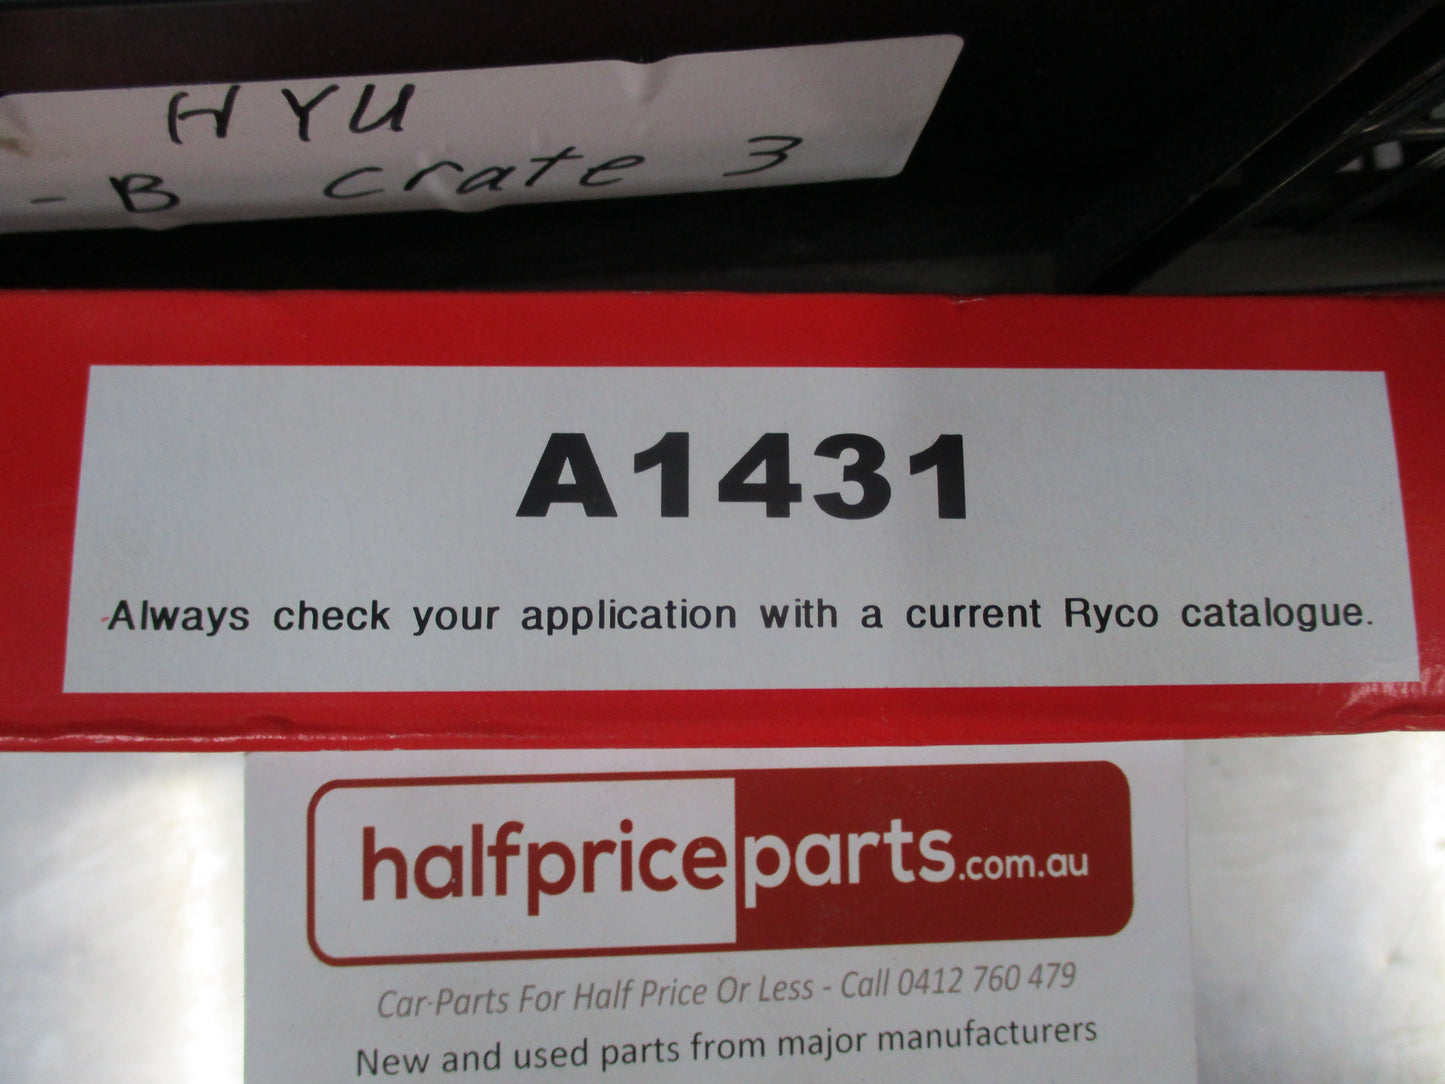 HYU
- B crate 3
A1431
Always check your application with a current Ryco catalogue.
halfpriceparts.com.au
Car-Parts For Half Price Or Less - Call 0412 760 479
New and used parts from major manufacturers